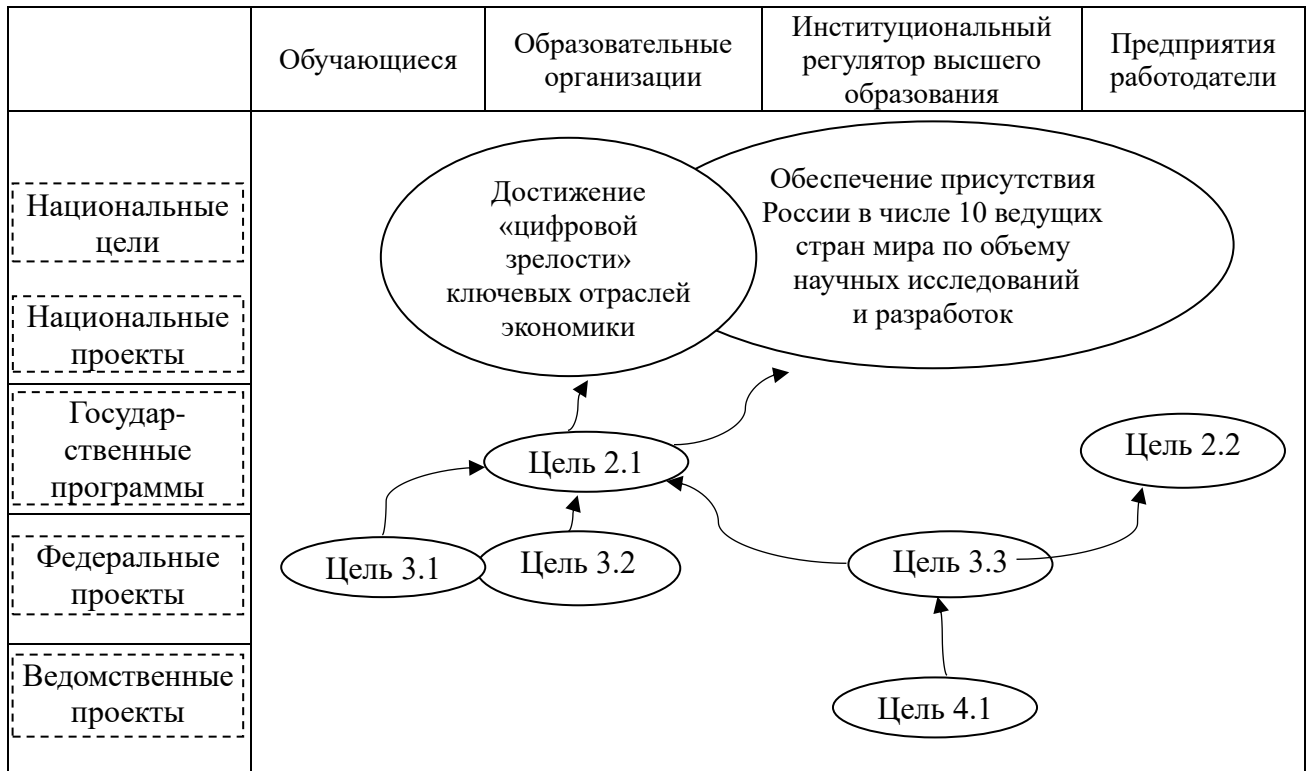 Обучающиеся
Образовательные
организации
Институциональный
регулятор высшего
образования
Предприятия
работодатели
Национальные
цели
Достижение
«цифровой
зрелости»
ключевых отраслей
экономики
Обеспечение присутствия
России в числе 10 ведущих
стран мира по объему
научных исследований
и разработок
Национальные
проекты
Государ-
ственные
программы
Цель 2.1
Цель 2.2
Федеральные
проекты
Цель 3.1
Цель 3.2
Цель 3.3
Ведомственные
проекты
Цель 4.1